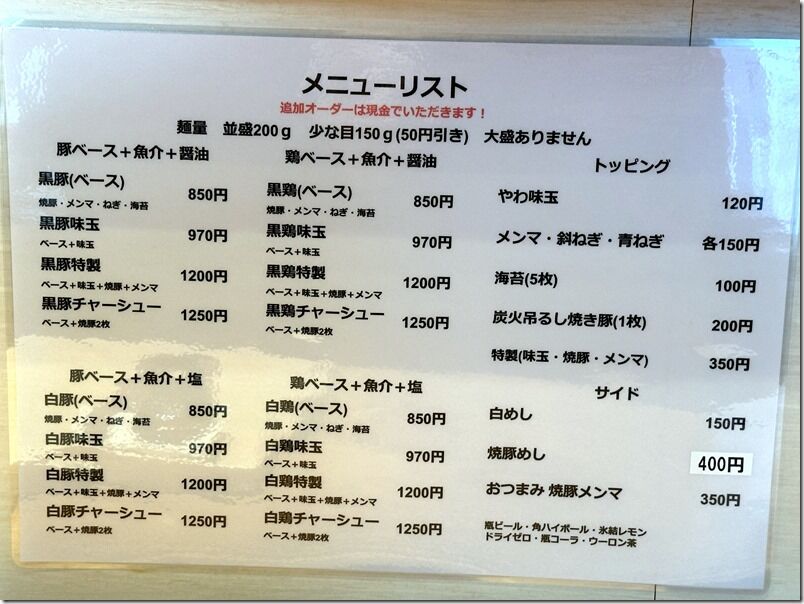 メニューリスト
追加オーダーは現金でいただきます！
麺量　並盛200ｇ　少な目150ｇ(50円引き)　大盛ありません
豚ベース＋魚介＋醤油
黒豚(ベース)　850円
焼豚・メンマ・ねぎ・海苔
黒豚味玉　970円
ベース＋味玉
黒豚特製　1200円
ベース＋味玉＋焼豚＋メンマ
黒豚チャーシュー　1250円
ベース＋焼豚2枚
鶏ベース＋魚介＋醤油
黒鶏(ベース)　850円
焼豚・メンマ・ねぎ・海苔
黒鶏味玉　970円
ベース＋味玉
黒鶏特製　1200円
ベース＋味玉＋焼豚＋メンマ
黒鶏チャーシュー　1250円
ベース＋焼豚2枚
豚ベース＋魚介＋塩
白豚(ベース)　850円
焼豚・メンマ・ねぎ・海苔
白豚味玉　970円
ベース＋味玉
白豚特製　1200円
ベース＋味玉＋焼豚＋メンマ
白豚チャーシュー　1250円
ベース＋焼豚2枚
鶏ベース＋魚介＋塩
白鶏(ベース)　850円
焼豚・メンマ・ねぎ・海苔
白鶏味玉　970円
ベース＋味玉
白鶏特製　1200円
ベース＋味玉＋焼豚＋メンマ
白鶏チャーシュー　1250円
ベース＋焼豚2枚
トッピング
やわ味玉　120円
メンマ・斜ねぎ・青ねぎ　各150円
海苔(5枚)　100円
炭火吊るし焼き豚(1枚)　200円
特製(味玉・焼豚・メンマ)　350円
サイド
白めし　150円
焼豚めし　400円
おつまみ 焼豚メンマ　350円
瓶ビール・角ハイボール・氷結レモン
ドライゼロ・瓶コーラ・ウーロン茶